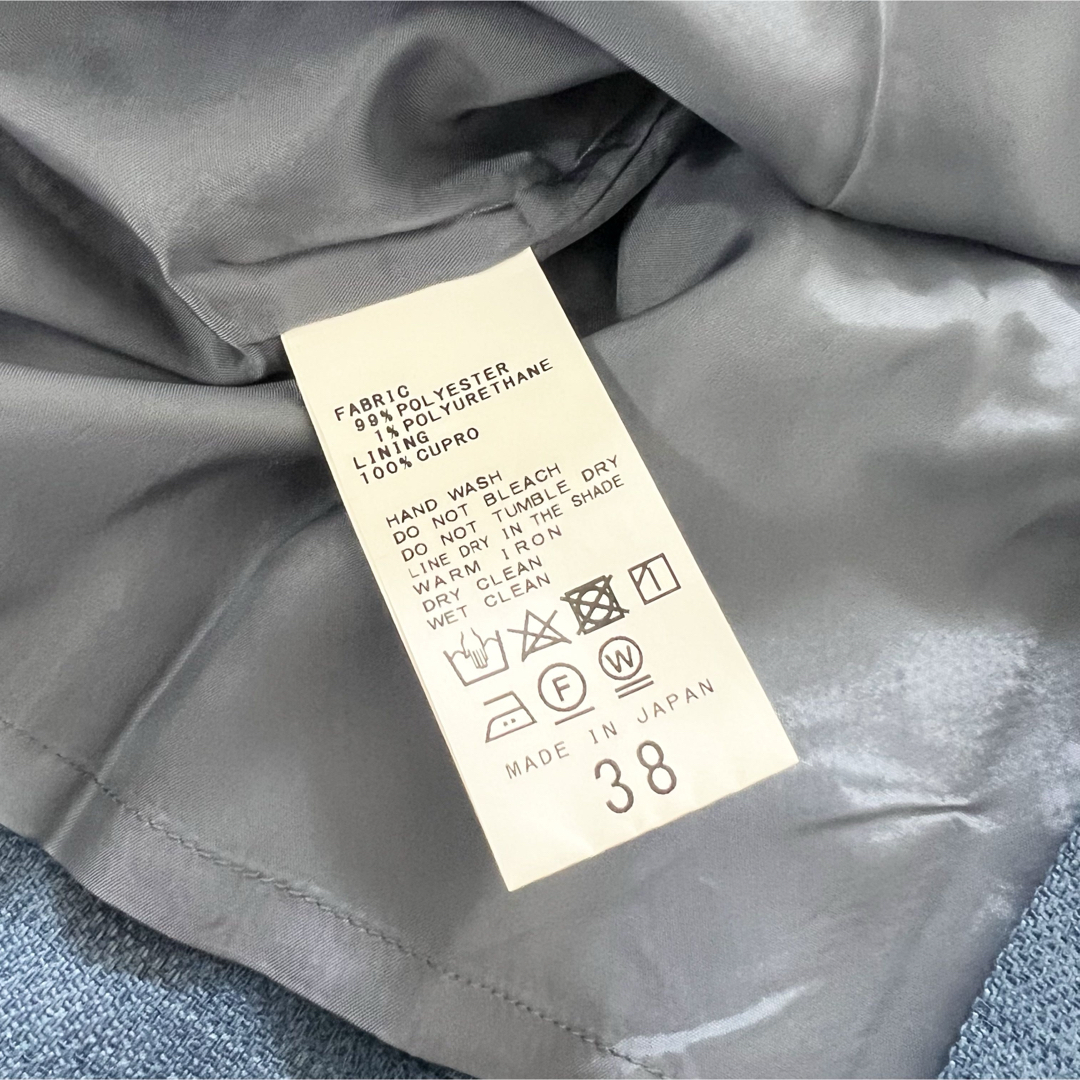 FABRIC
99%POLYESTER
1%POLYURETHANE
LINING
100%CUPRO
HAND WASH
DO NOT BLEACH
DO NOT TUMBLE DRY
LINE DRY IN THE SHADE
WARM IRON
DRY CLEAN
WET CLEAN
F W
MADE IN JAPAN
38